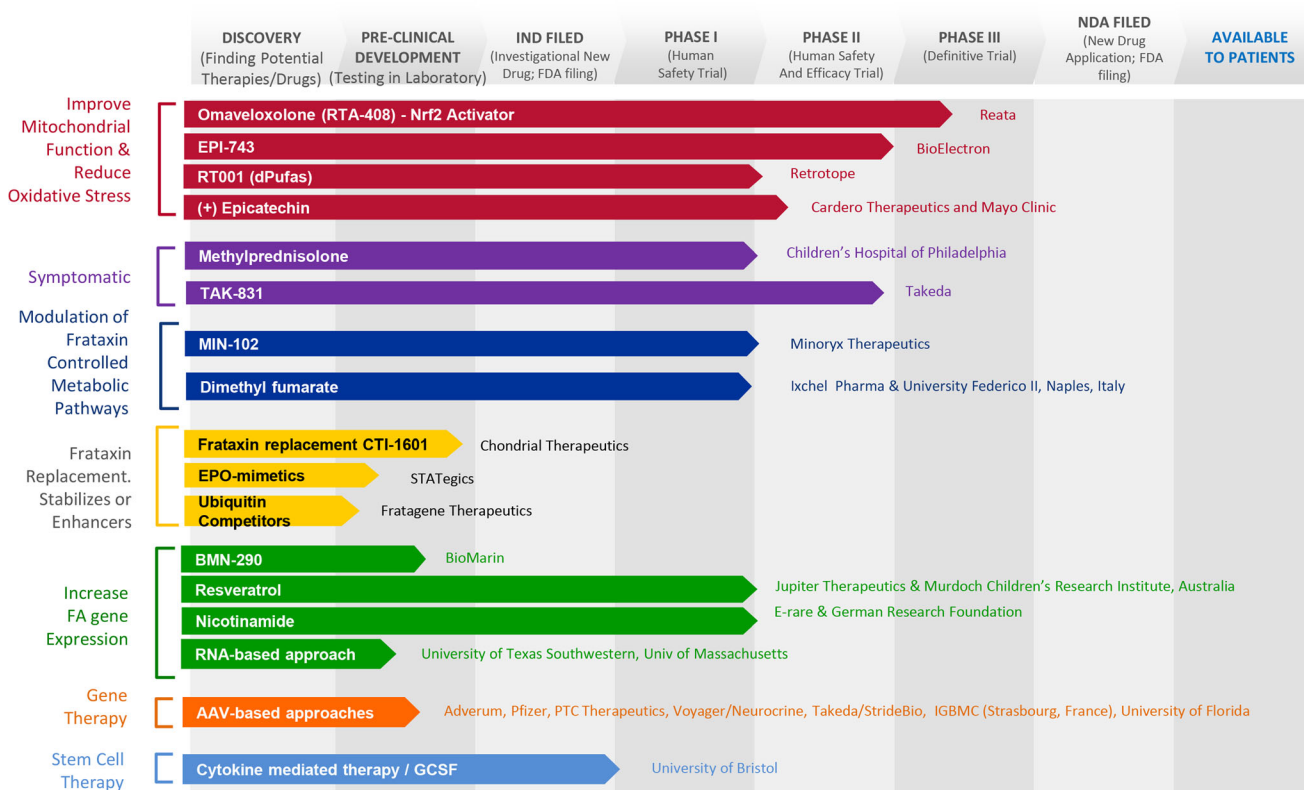 DISCOVERY
(Finding Potential
Therapies/Drugs)
PRE-CLINICAL
DEVELOPMENT
(Testing in Laboratory)
IND FILED
(Investigational New
Drug; FDA filing)
PHASE I
(Human
Safety Trial)
PHASE II
(Human Safety
And Efficacy Trial)
PHASE III
(Definitive Trial)
NDA FILED
(New Drug
Application; FDA
filing)
AVAILABLE
TO PATIENTS
Improve
Mitochondrial
Function &
Reduce
Oxidative Stress
Omaveloxolone (RTA-408) - Nrf2 Activator
Reata
EPI-743
BioElectron
RT001 (dPufas)
Retrotope
(+) Epicatechin
Cardero Therapeutics and Mayo Clinic
Symptomatic
Methylprednisolone
Children's Hospital of Philadelphia
TAK-831
Takeda
Modulation of
Frataxin
Controlled
Metabolic
Pathways
MIN-102
Minoryx Therapeutics
Dimethyl fumarate
Ixchel Pharma & University Federico II, Naples, Italy
Frataxin
Replacement.
Stabilizes or
Enhancers
Frataxin replacement CTI-1601
Chondrial Therapeutics
EPO-mimetics
STATegics
Ubiquitin
Competitors
Fratagene Therapeutics
Increase
FA gene
Expression
BMN-290
BioMarin
Resveratrol
Jupiter Therapeutics & Murdoch Children's Research Institute, Australia
Nicotinamide
E-rare & German Research Foundation
RNA-based approach
University of Texas Southwestern, Univ of Massachusetts
Gene
Therapy
AAV-based approaches
Adverum, Pfizer, PTC Therapeutics, Voyager/Neurocrine, Takeda/StrideBio, IGBMC (Strasbourg, France), University of Florida
Stem Cell
Therapy
Cytokine mediated therapy / GCSF
University of Bristol